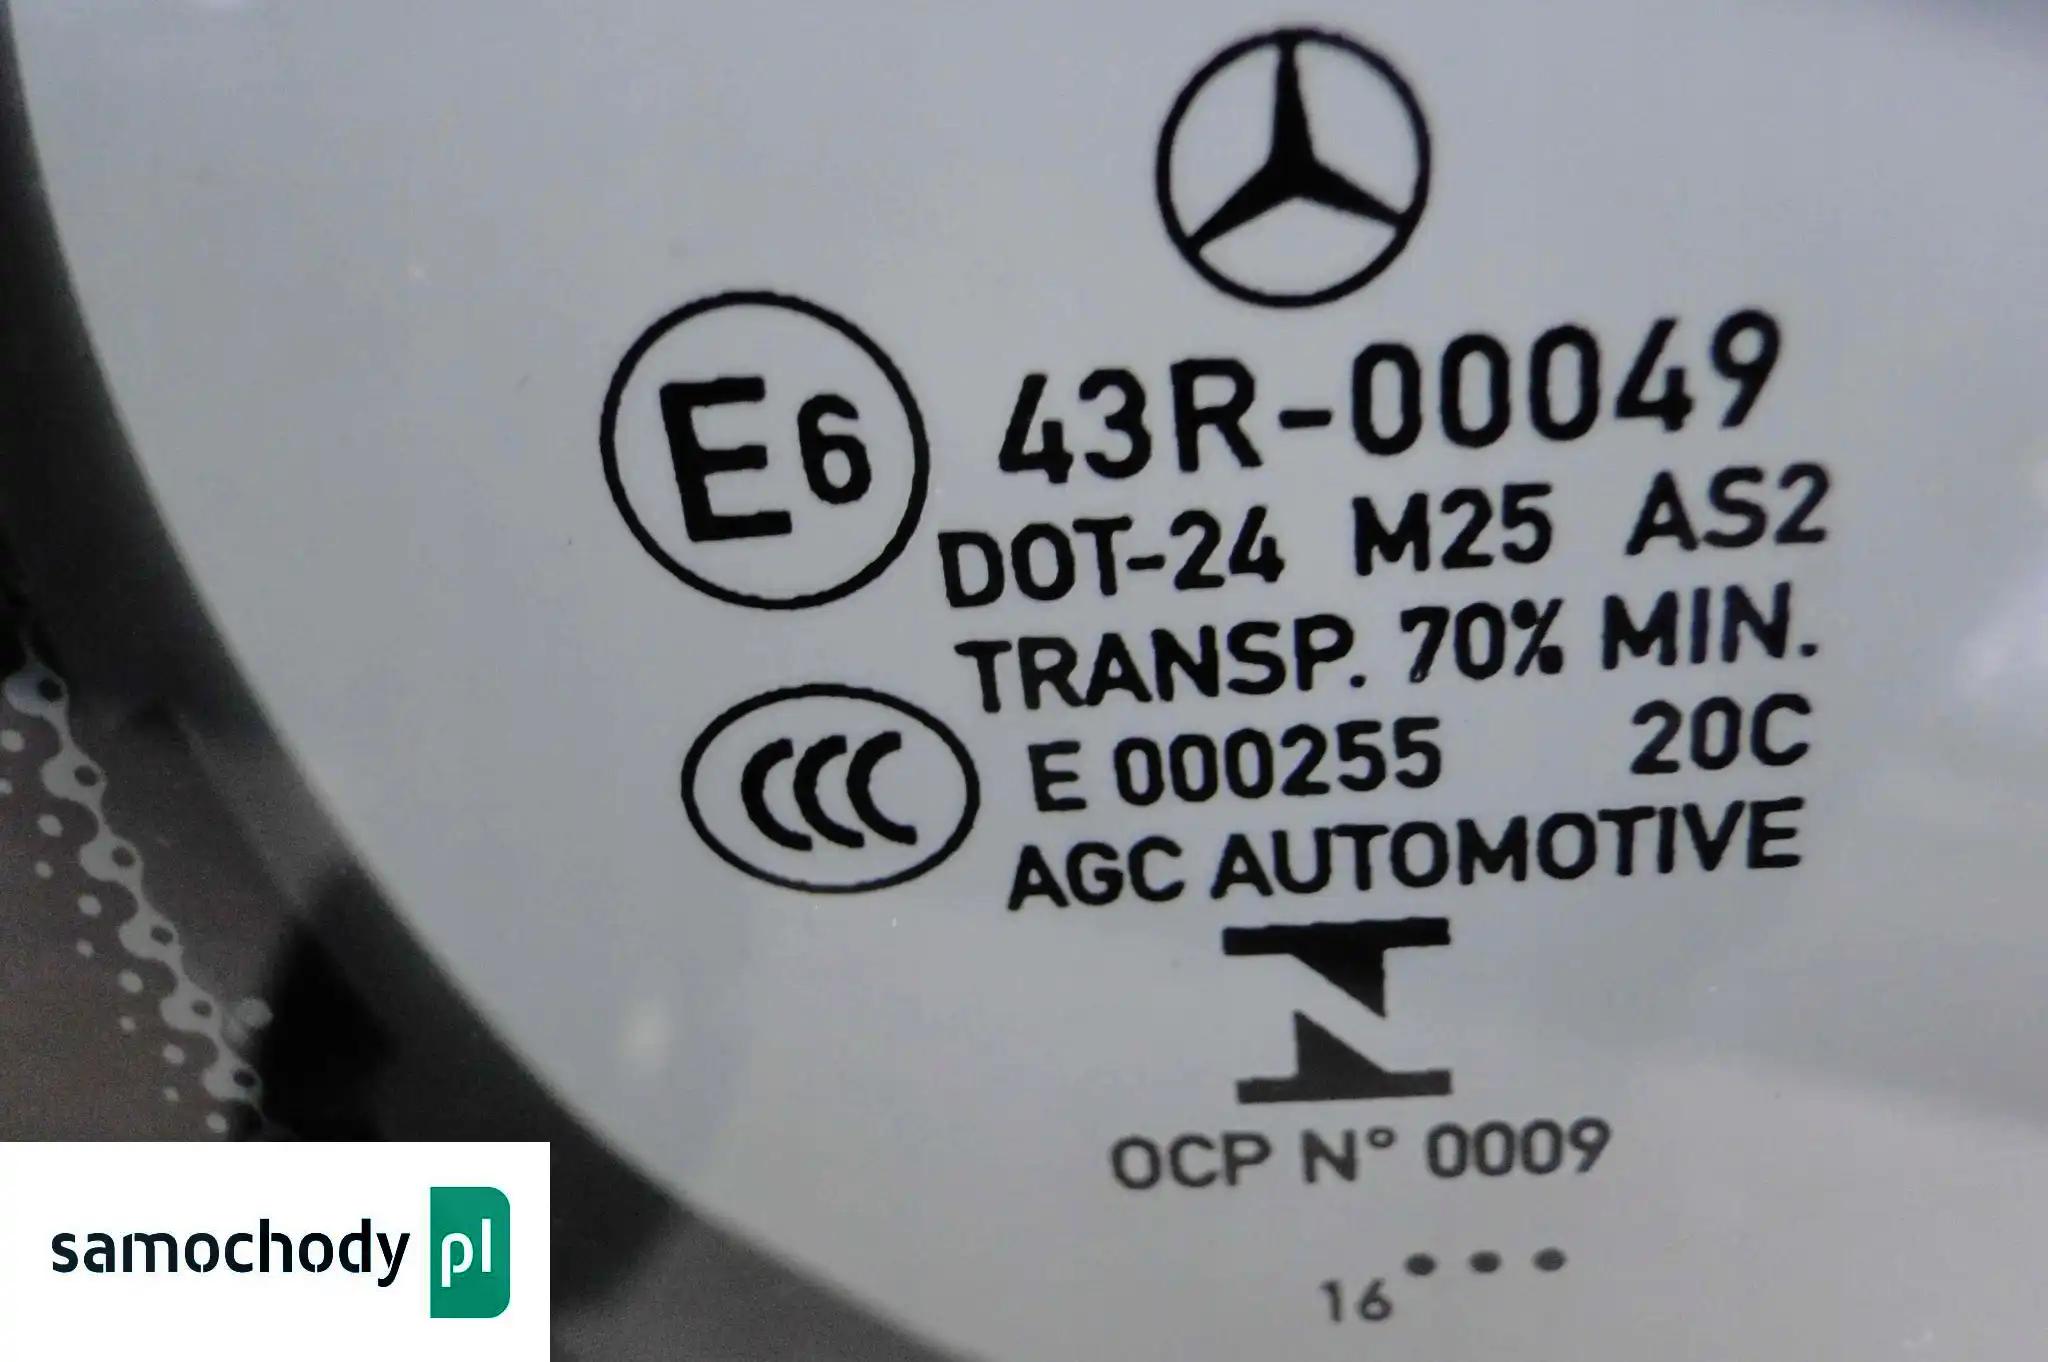 E6 43R-00049
DOT-24 M25 AS2
TRANSP. 70% MIN.
CCC E 000255 20C
AGC AUTOMOTIVE
OCP N° 0009
16 • • •
samochody pl